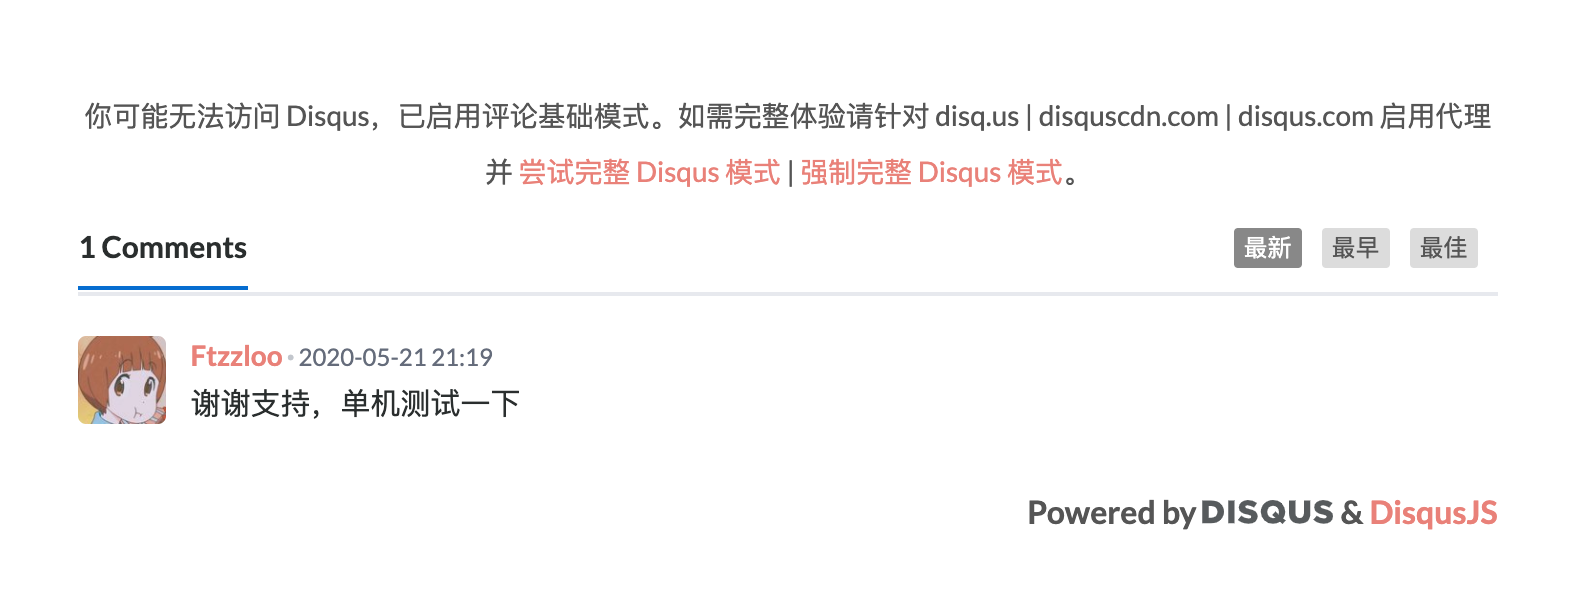 你可能无法访问 Disqus，已启用评论基础模式。如需完整体验请针对 disq.us | disquscdn.com | disqus.com 启用代理
并 尝试完整 Disqus 模式 | 强制完整 Disqus 模式。
1 Comments 最新 最早 最佳
Ftzzloo • 2020-05-21 21:19
谢谢支持，单机测试一下
Powered by DISQUS & DisqusJS